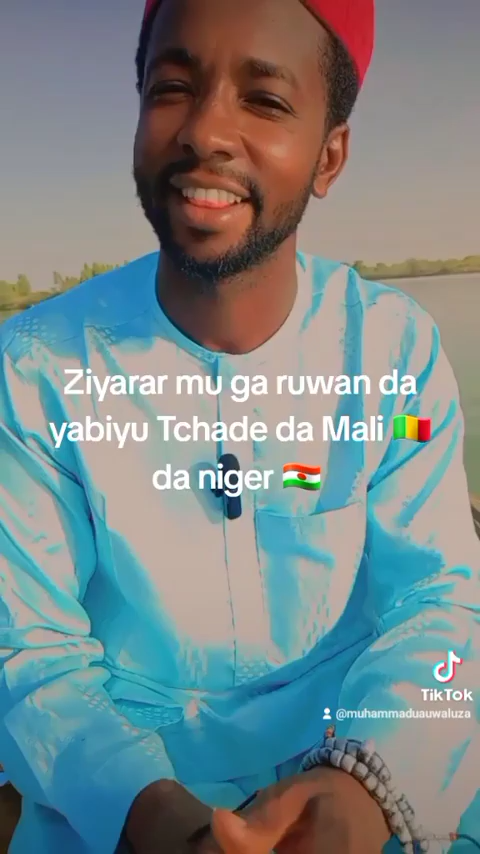 Ziyarar mu ga ruwan da
yabiyu Tchade da Mali 🇲🇱
da niger 🇳🇪
TikTok
@muhammaduauwaluza